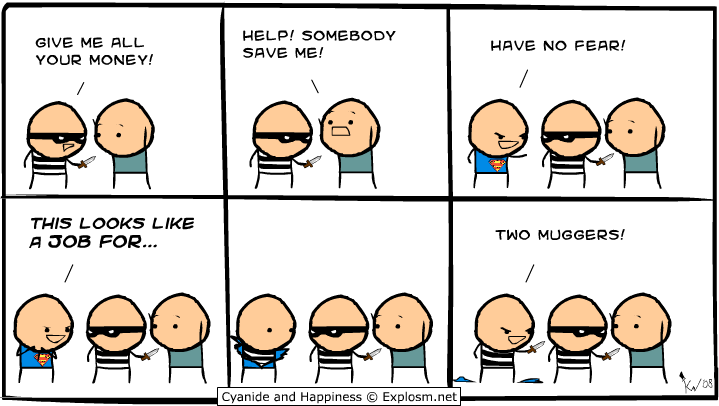 GIVE ME ALL
YOUR MONEY!
HELP! SOMEBODY
SAVE ME!
HAVE NO FEAR!
THIS LOOKS LIKE
A JOB FOR...
TWO MUGGERS!
Cyanide and Happiness © Explosm.net